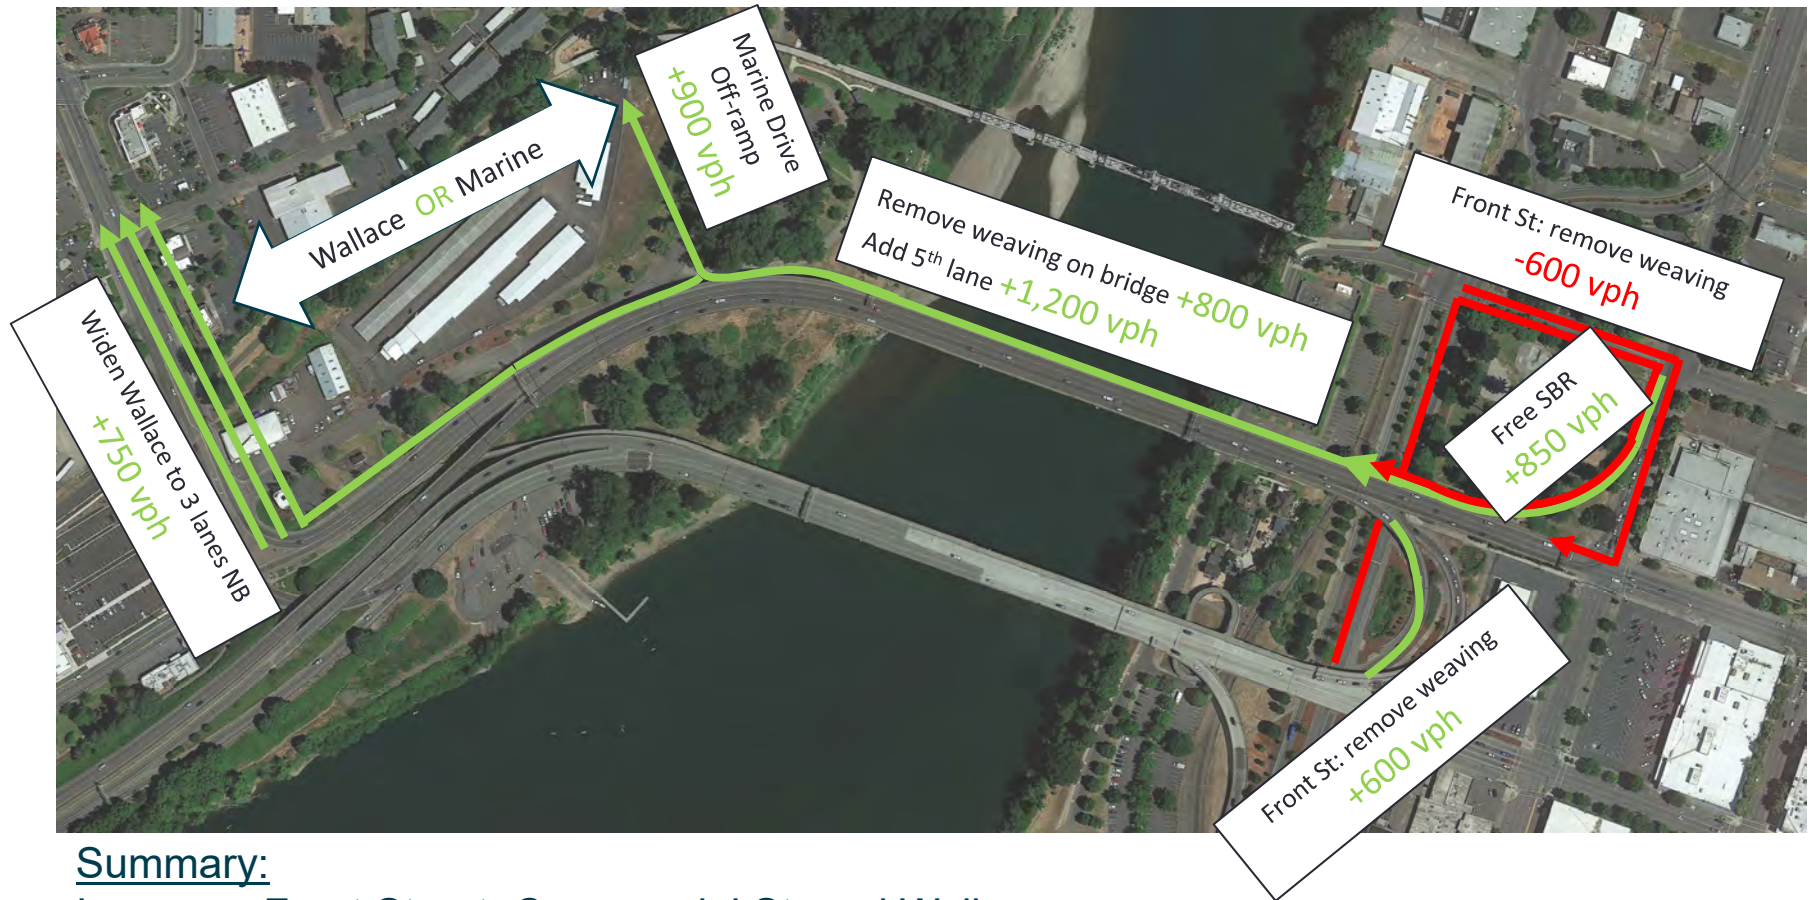 Marine Drive
Off-ramp
+900 vph
Wallace OR Marine
Remove weaving on bridge +800 vph
Add 5th lane +1,200 vph
Front St: remove weaving
-600 vph
Free SBR
+850 vph
Widen Wallace to 3 lanes NB
+750 vph
Front St: remove weaving
+600 vph
Summary: